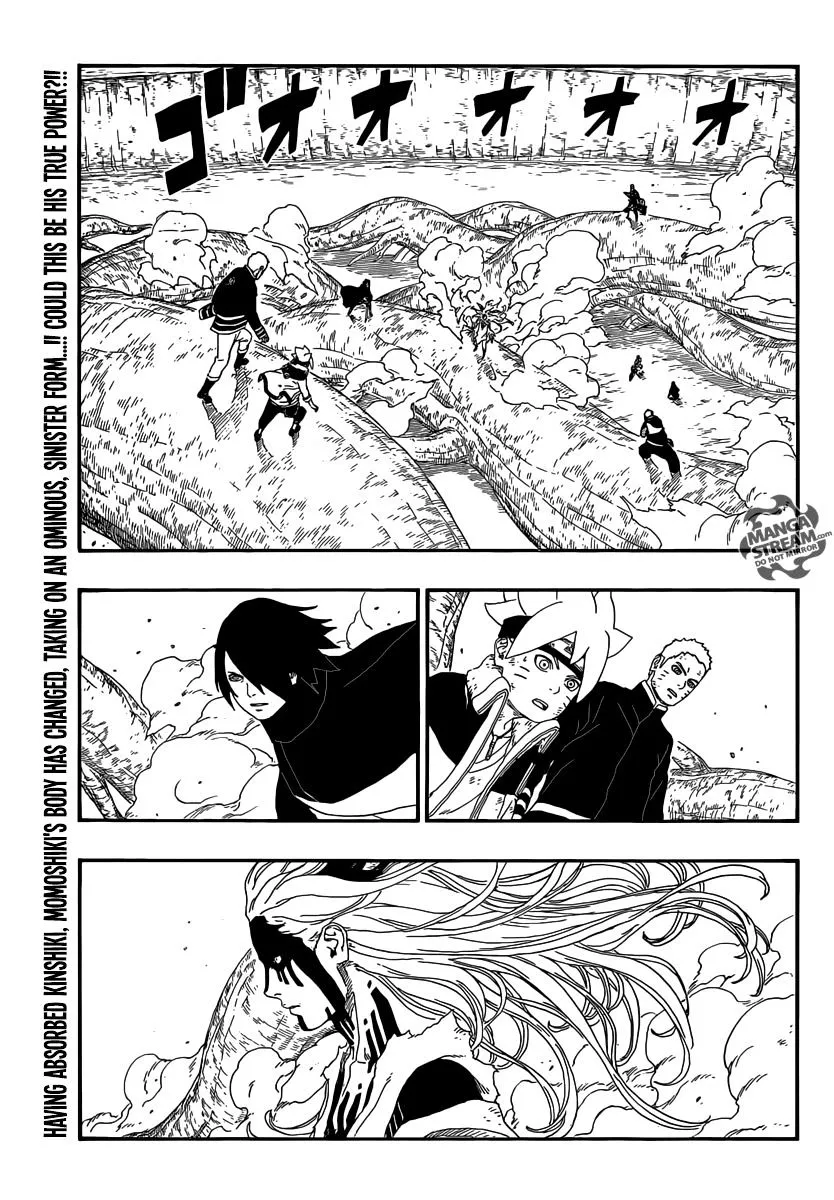 HAVING ABSORBED KINSHIKI, MOMOSHIKI'S BODY HAS CHANGED, TAKING ON AN OMINOUS, SINISTER FORM...!! COULD THIS BE HIS TRUE POWER?!!
ゴオオオオオ
MANGA
STREAM.com
DO NOT MIRROR